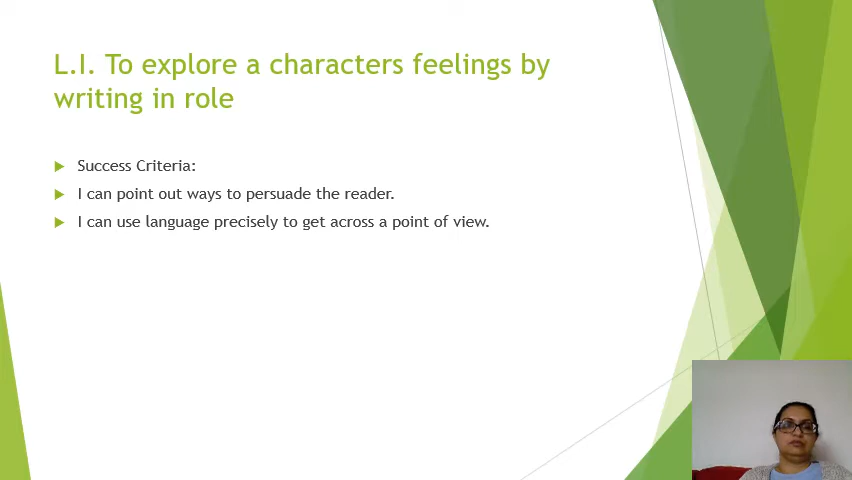 L.I. To explore a characters feelings by
writing in role
Success Criteria:
I can point out ways to persuade the reader.
I can use language precisely to get across a point of view.